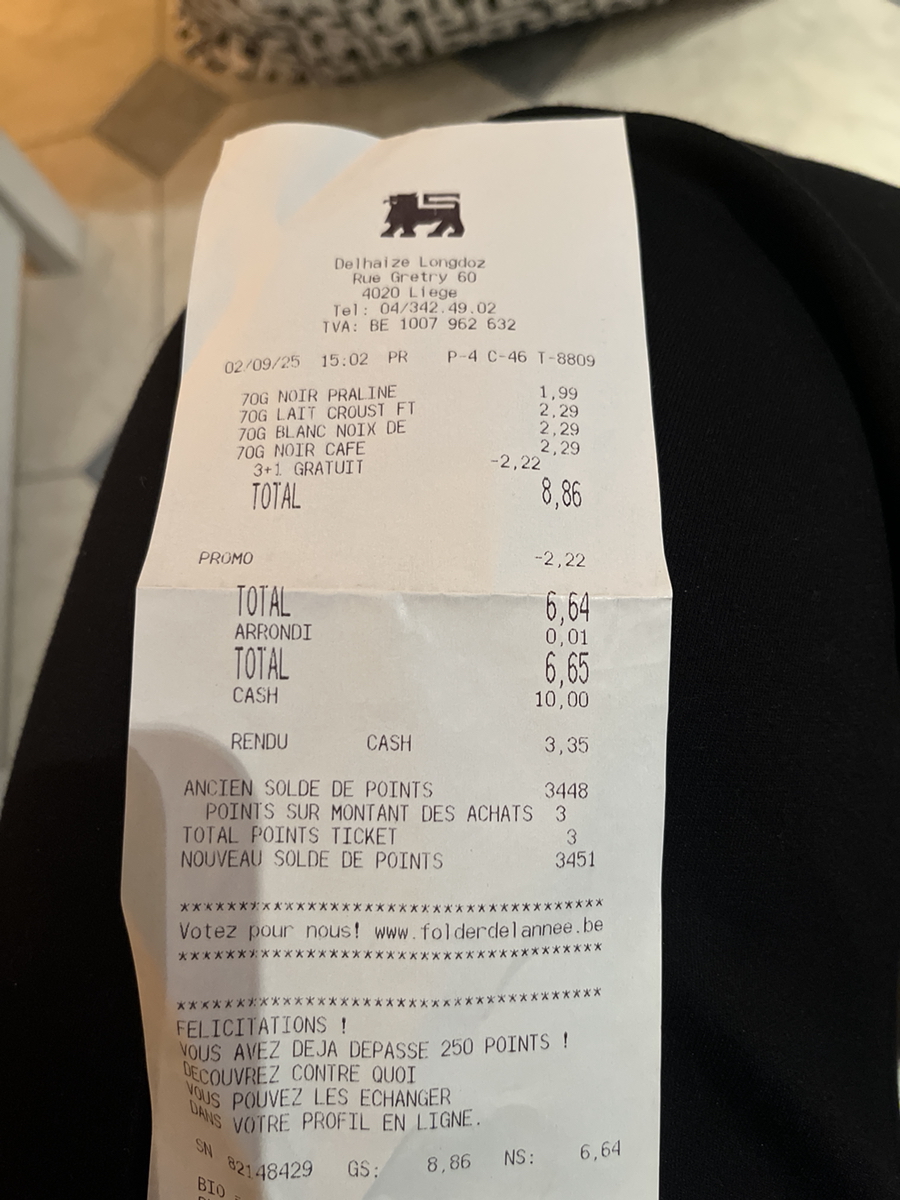 Delhaize Longdoz
Rue Gretry 60
4020 Liege
Tel: 04/342.49.02
TVA: BE 1007 962 632
02/09/25 15:02 PR P-4 C-46 T-8809
70G NOIR PRALINE 1,99
70G LAIT CROUST FT 2,29
70G BLANC NOIX DE 2,29
70G NOIR CAFE 2,29
3+1 GRATUIT -2,22
TOTAL 8,86
PROMO -2,22
TOTAL 6,64
ARRONDI 0,01
TOTAL 6,65
CASH 10,00
RENDU CASH 3,35
ANCIEN SOLDE DE POINTS 3448
POINTS SUR MONTANT DES ACHATS 3
TOTAL POINTS TICKET 3
NOUVEAU SOLDE DE POINTS 3451
************************************
Votez pour nous! www.folderdelannee.be
************************************
************************************
FELICITATIONS !
VOUS AVEZ DEJA DEPASSE 250 POINTS !
DECOUVREZ CONTRE QUOI
VOUS POUVEZ LES ECHANGER
DANS VOTRE PROFIL EN LIGNE.
SN 82148429 GS: 8,86 NS: 6,64
BIO